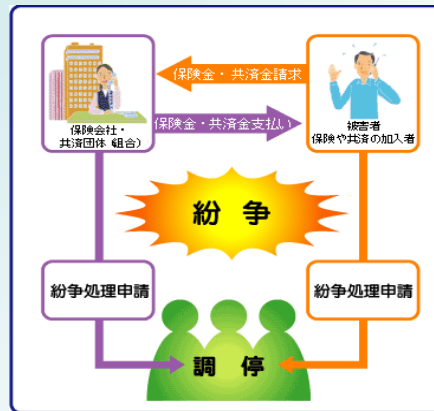 保険金・共済金請求
保険金・共済金支払い
保険会社・
共済団体(組合)
被害者
保険や共済の加入者
紛争
紛争処理申請
紛争処理申請
調停